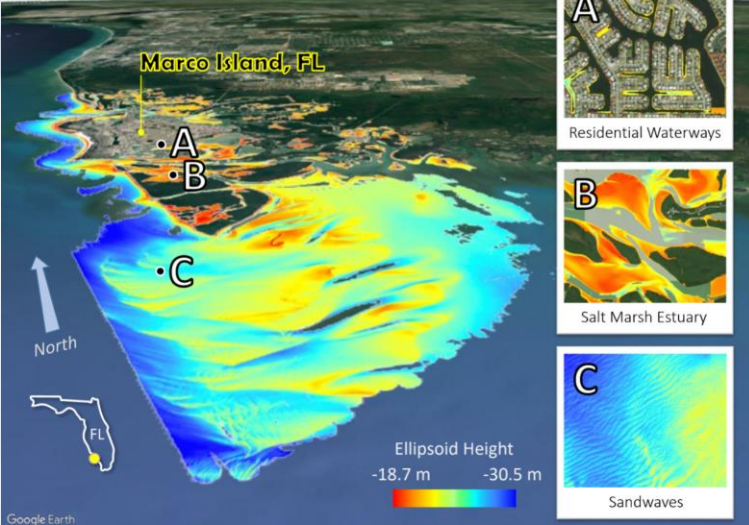 Marco Island, FL
A
B
C
North
FL
Ellipsoid Height
-18.7 m -30.5 m
Google Earth
A
Residential Waterways
B
Salt Marsh Estuary
C
Sandwaves